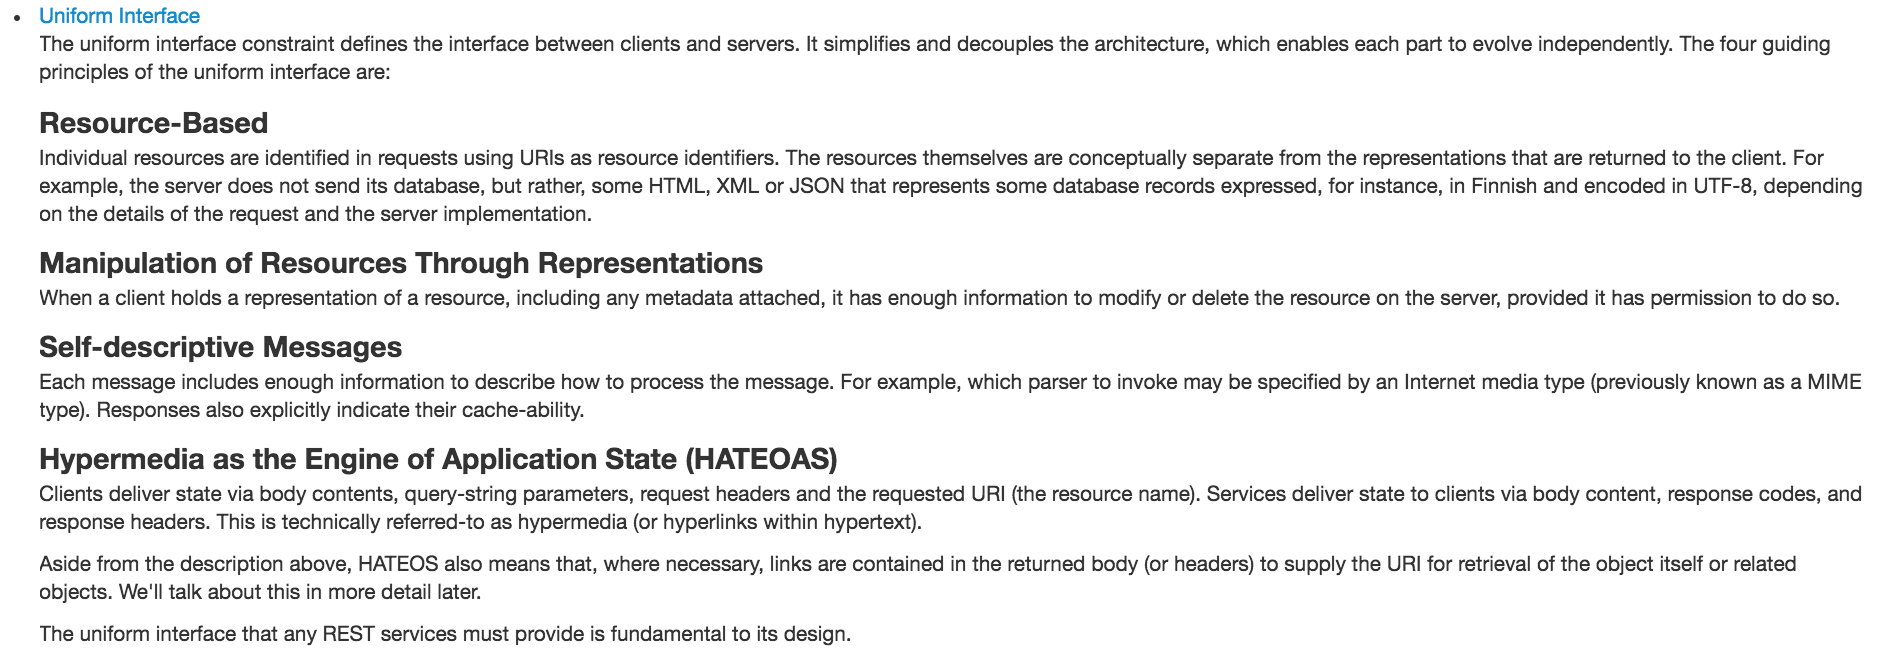 • Uniform Interface
The uniform interface constraint defines the interface between clients and servers. It simplifies and decouples the architecture, which enables each part to evolve independently. The four guiding
principles of the uniform interface are:
Resource-Based
Individual resources are identified in requests using URIs as resource identifiers. The resources themselves are conceptually separate from the representations that are returned to the client. For
example, the server does not send its database, but rather, some HTML, XML or JSON that represents some database records expressed, for instance, in Finnish and encoded in UTF-8, depending
on the details of the request and the server implementation.
Manipulation of Resources Through Representations
When a client holds a representation of a resource, including any metadata attached, it has enough information to modify or delete the resource on the server, provided it has permission to do so.
Self-descriptive Messages
Each message includes enough information to describe how to process the message. For example, which parser to invoke may be specified by an Internet media type (previously known as a MIME
type). Responses also explicitly indicate their cache-ability.
Hypermedia as the Engine of Application State (HATEOAS)
Clients deliver state via body contents, query-string parameters, request headers and the requested URI (the resource name). Services deliver state to clients via body content, response codes, and
response headers. This is technically referred-to as hypermedia (or hyperlinks within hypertext).
Aside from the description above, HATEOS also means that, where necessary, links are contained in the returned body (or headers) to supply the URI for retrieval of the object itself or related
objects. We'll talk about this in more detail later.
The uniform interface that any REST services must provide is fundamental to its design.